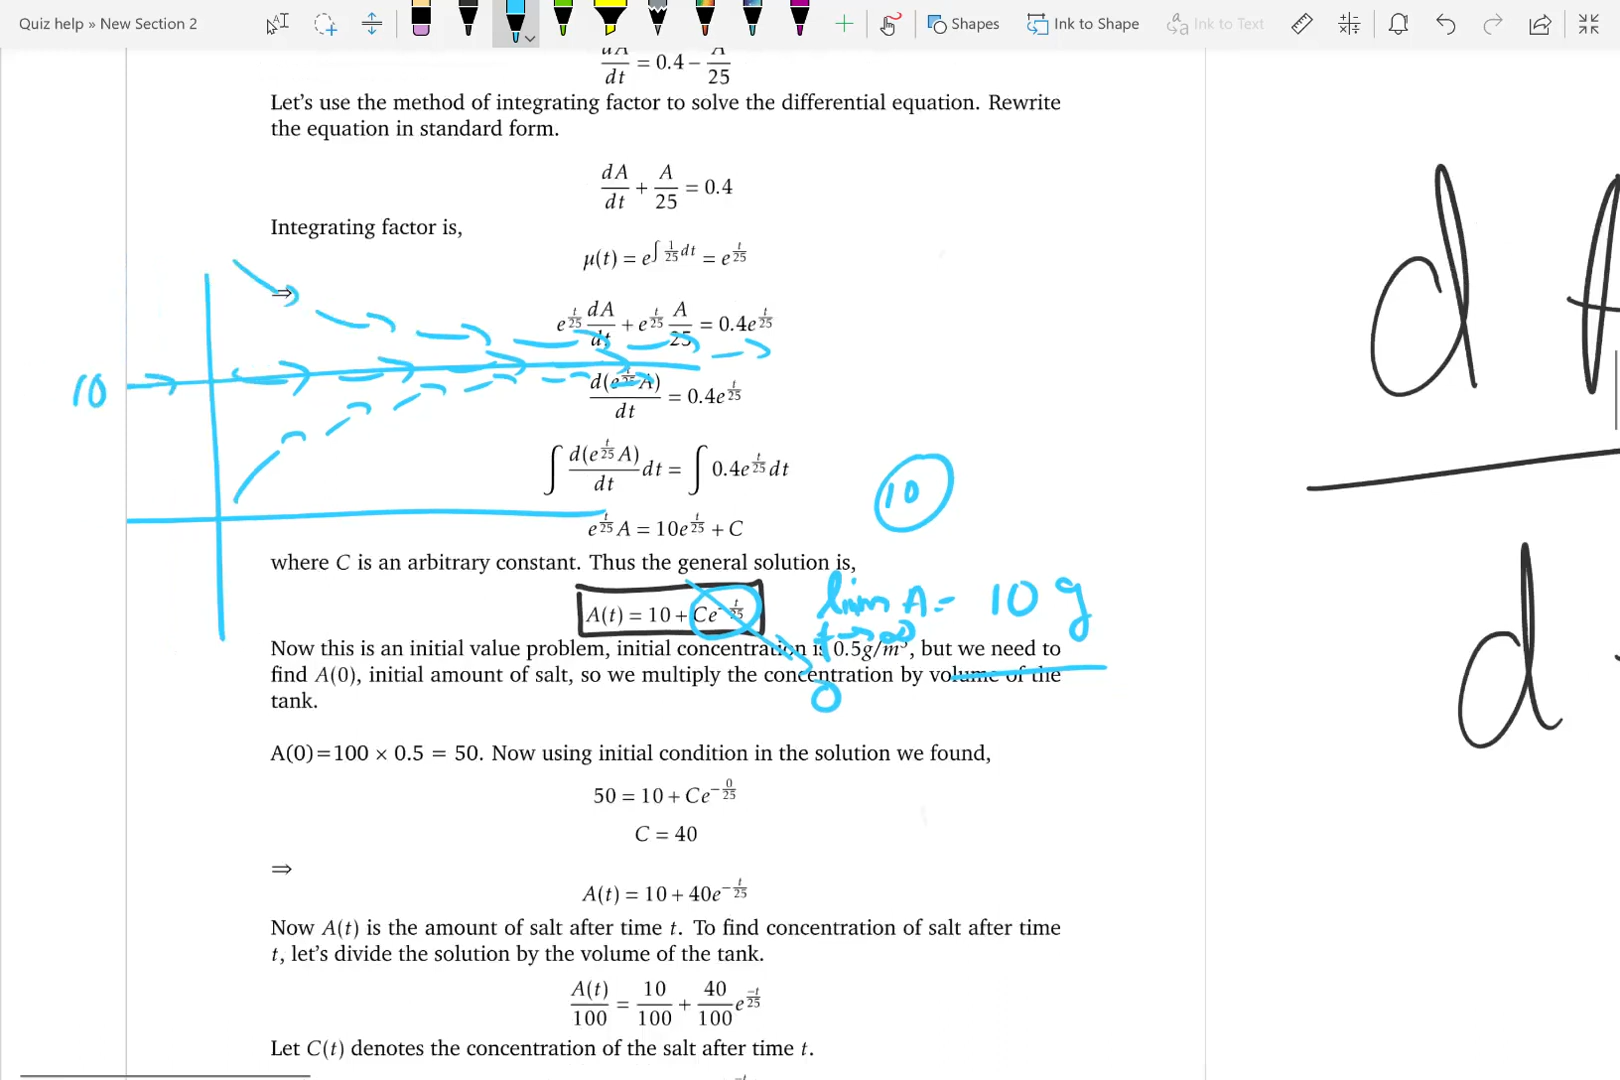 Quiz help » New Section 2
Shapes
Ink to Shape
Ink to Text
dA/dt = 0.4 − A/25
Let’s use the method of integrating factor to solve the differential equation. Rewrite
the equation in standard form.
dA/dt + A/25 = 0.4
Integrating factor is,
μ(t) = e^{∫ 1/25 dt} = e^{t/25}
⇒
e^{t/25} dA/dt + e^{t/25} A/25 = 0.4e^{t/25}
10
d(e^{t/25} A)/dt = 0.4e^{t/25}
∫ d(e^{t/25} A)/dt dt = ∫ 0.4e^{t/25} dt
10
e^{t/25} A = 10e^{t/25} + C
where C is an arbitrary constant. Thus the general solution is,
A(t) = 10 + Ce^{-t/25}
lim A = 10 g
t→∞
Now this is an initial value problem, initial concentration is 0.5g/m³, but we need to
find A(0), initial amount of salt, so we multiply the concentration by volume of the
tank.
0
A(0)=100 × 0.5 = 50. Now using initial condition in the solution we found,
50 = 10 + Ce^{−0/25}
C = 40
⇒
A(t) = 10 + 40e^{−t/25}
Now A(t) is the amount of salt after time t. To find concentration of salt after time
t, let’s divide the solution by the volume of the tank.
A(t)/100 = 10/100 + 40/100 e^{−t/25}
Let C(t) denotes the concentration of the salt after time t.
d A
d